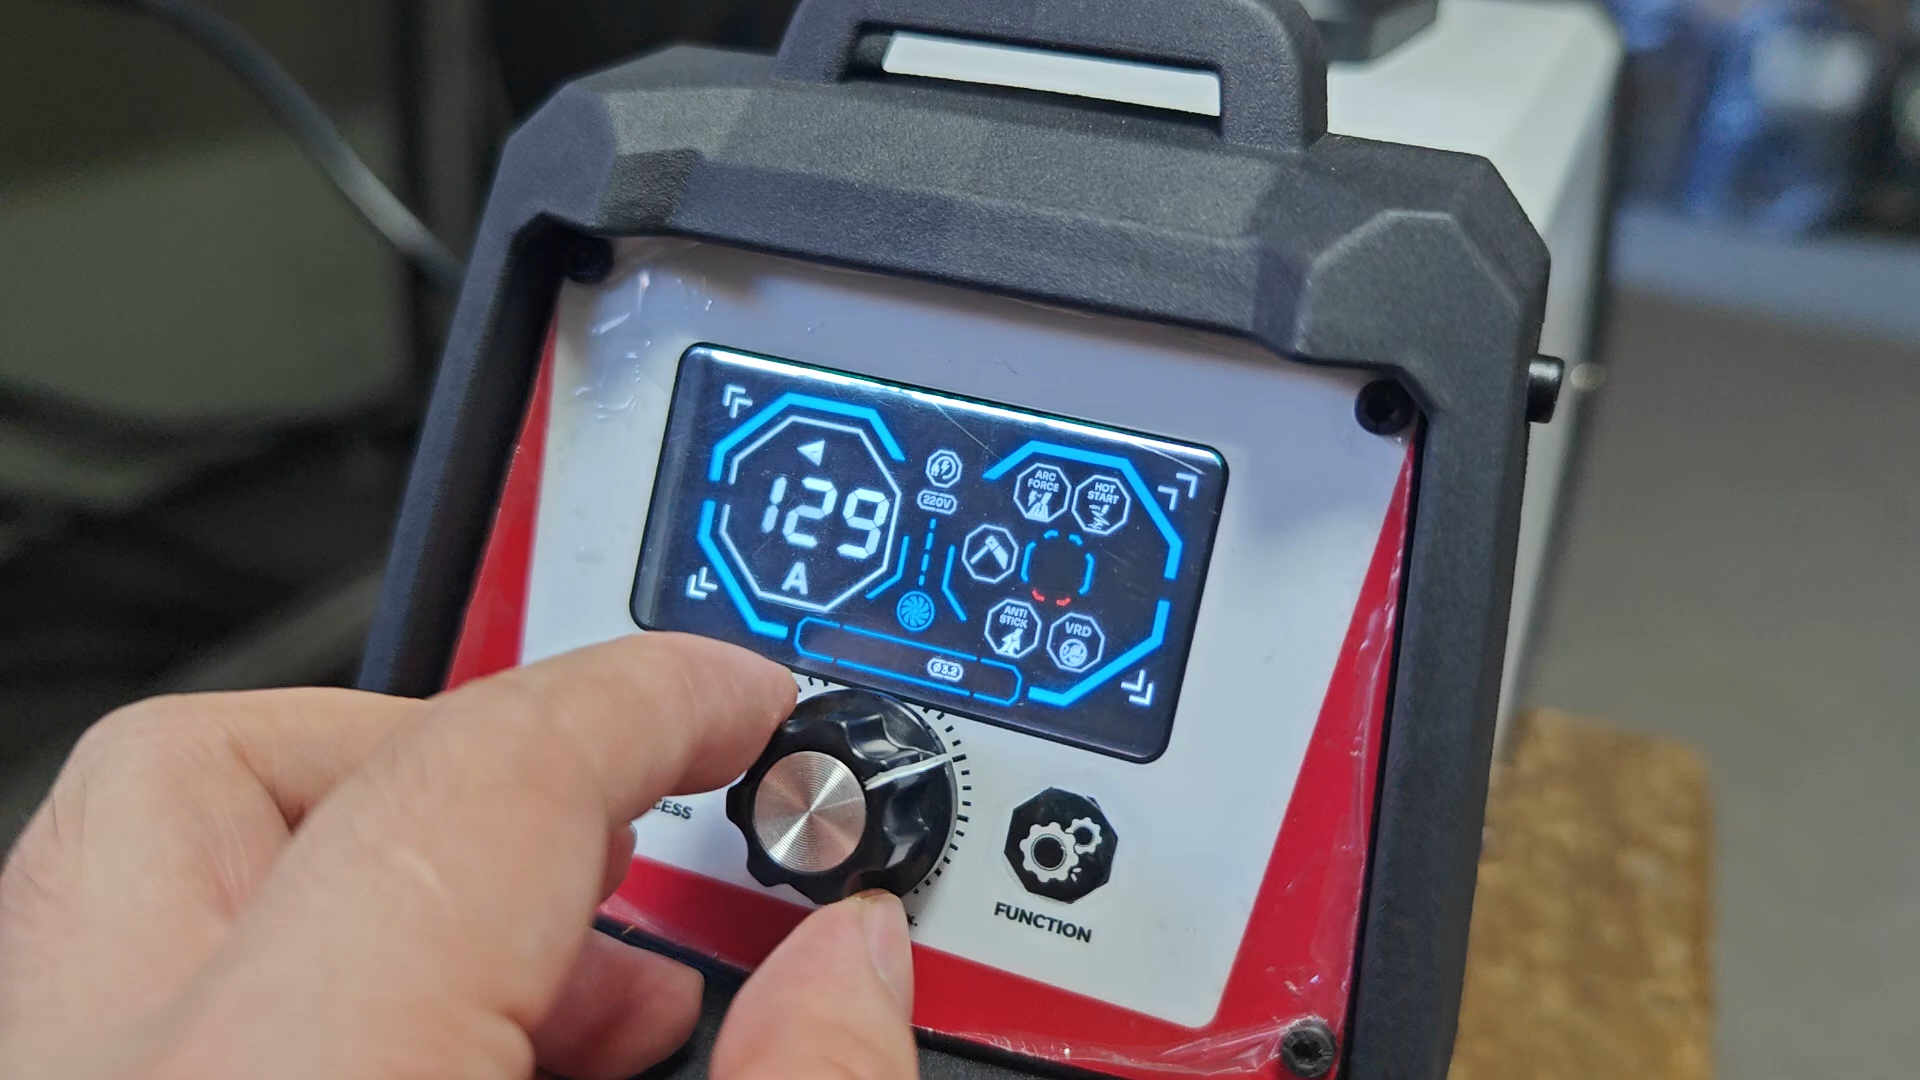 129
A
220V
ARC
FORCE
HOT
START
ANTI
STICK
VRD
ø3.2
CESS
FUNCTION